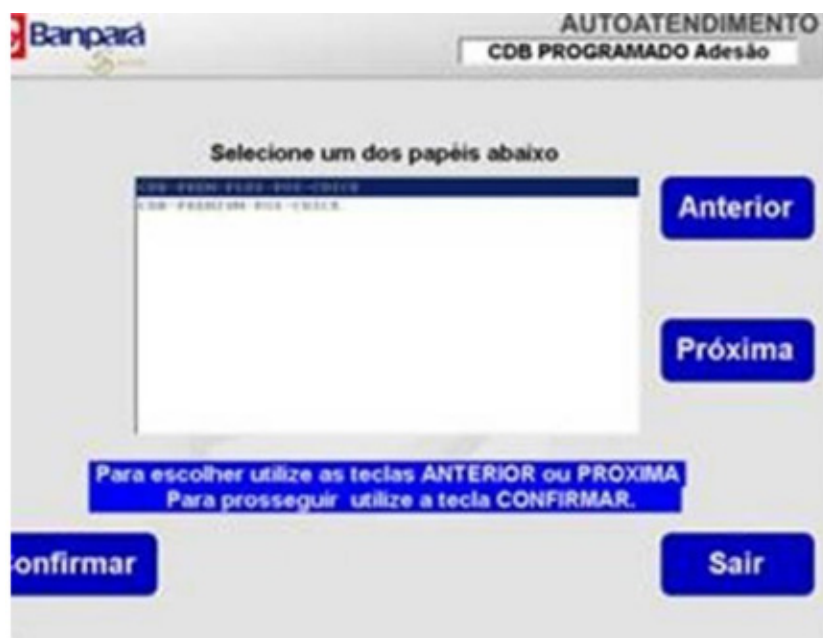 Banpará
AUTOATENDIMENTO
CDB PROGRAMADO Adesão
Selecione um dos papéis abaixo
Anterior
Próxima
Para escolher utilize as teclas ANTERIOR ou PROXIMA
Para prosseguir utilize a tecla CONFIRMAR.
onfirmar
Sair